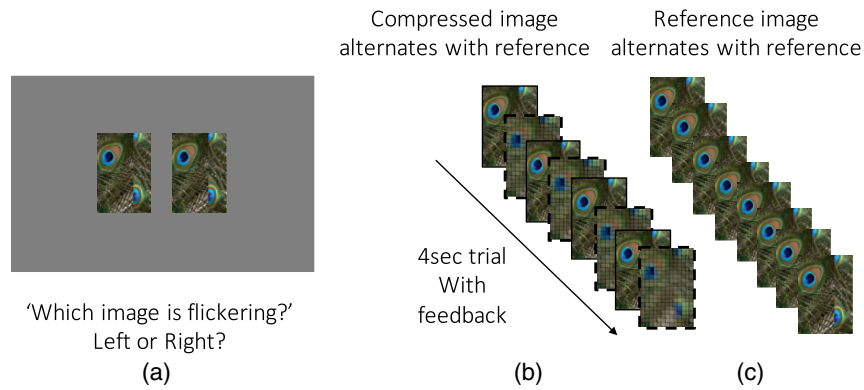 Compressed image
alternates with reference
Reference image
alternates with reference
4sec trial
With
feedback
‘Which image is flickering?’
Left or Right?
(a)
(b)
(c)